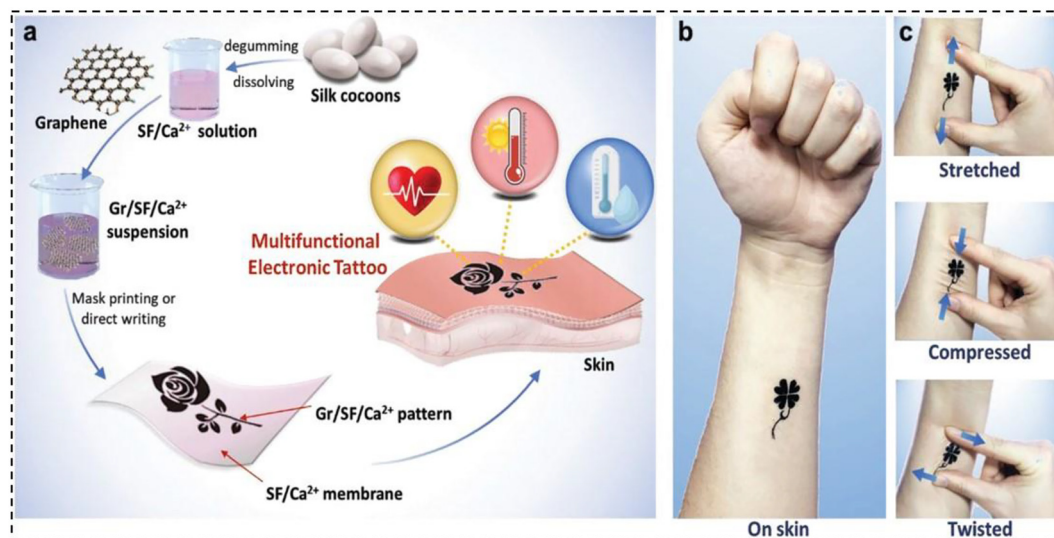 a
degumming
dissolving
Silk cocoons
Graphene
SF/Ca²⁺ solution
Gr/SF/Ca²⁺
suspension
Multifunctional
Electronic Tattoo
Mask printing or
direct writing
Skin
Gr/SF/Ca²⁺ pattern
SF/Ca²⁺ membrane
b
On skin
c
Stretched
Compressed
Twisted